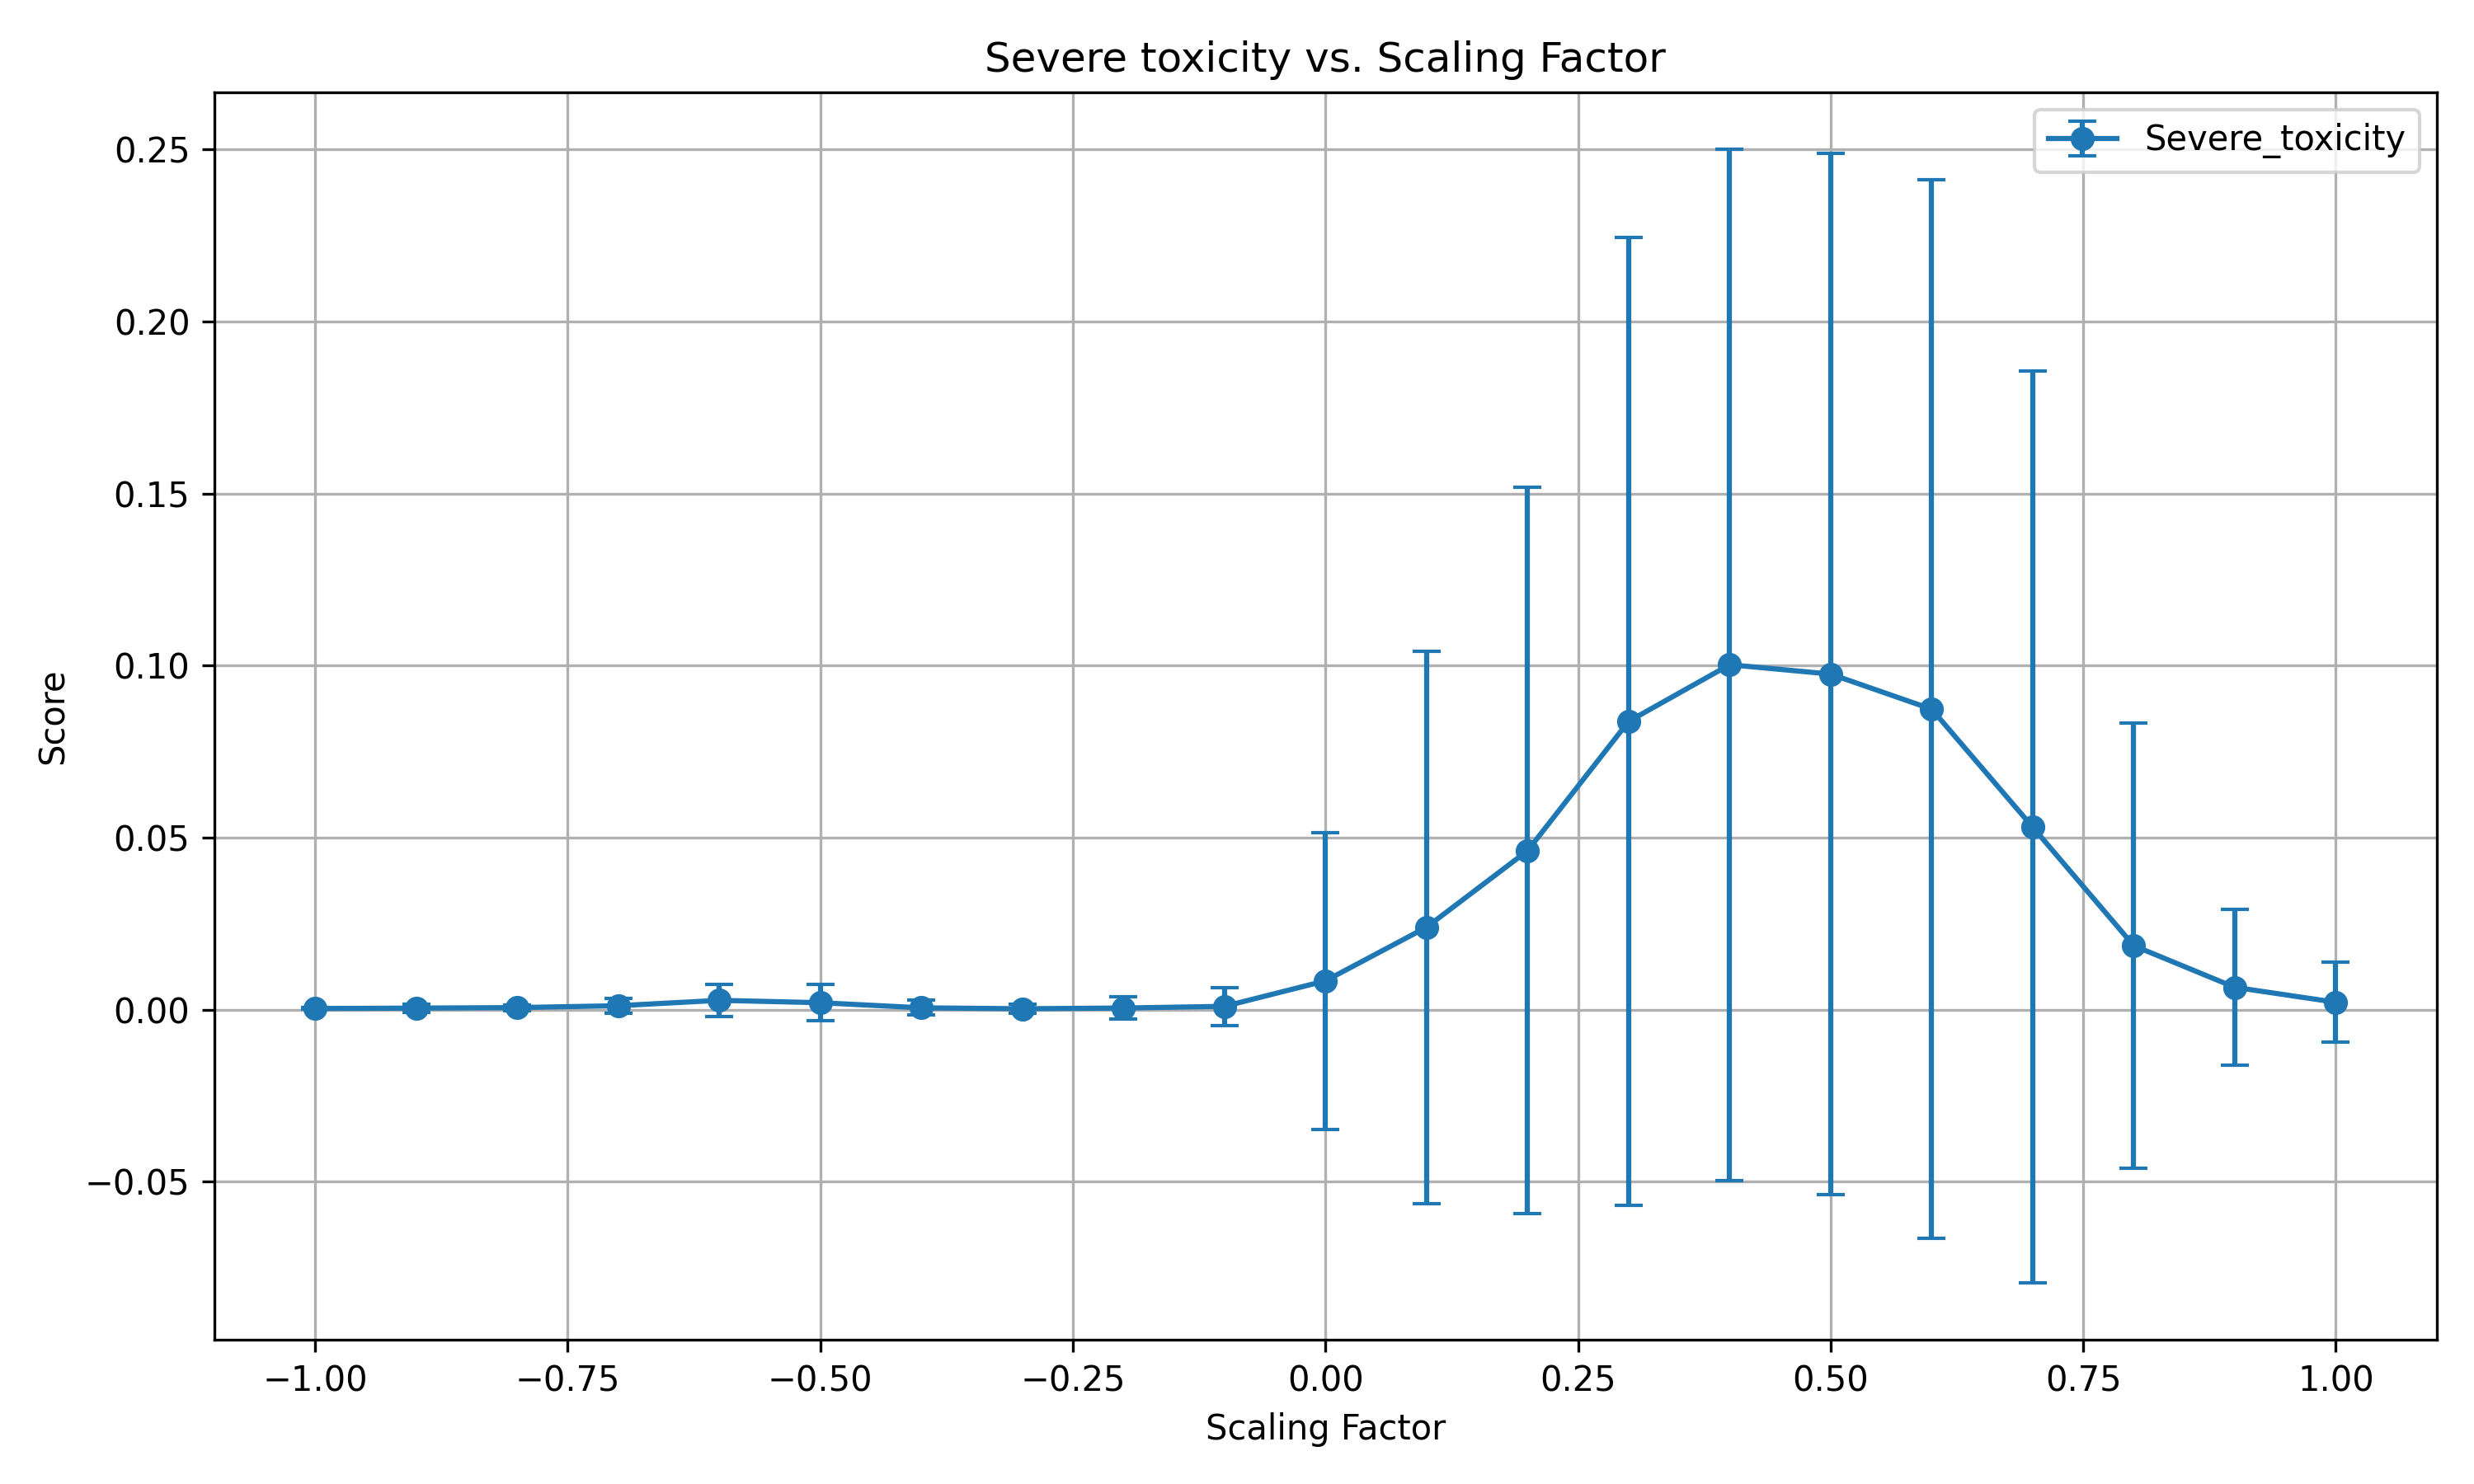 Severe toxicity vs. Scaling Factor
Severe_toxicity
0.25
0.20
0.15
0.10
0.05
0.00
−0.05
Score
−1.00 −0.75 −0.50 −0.25 0.00 0.25 0.50 0.75 1.00
Scaling Factor